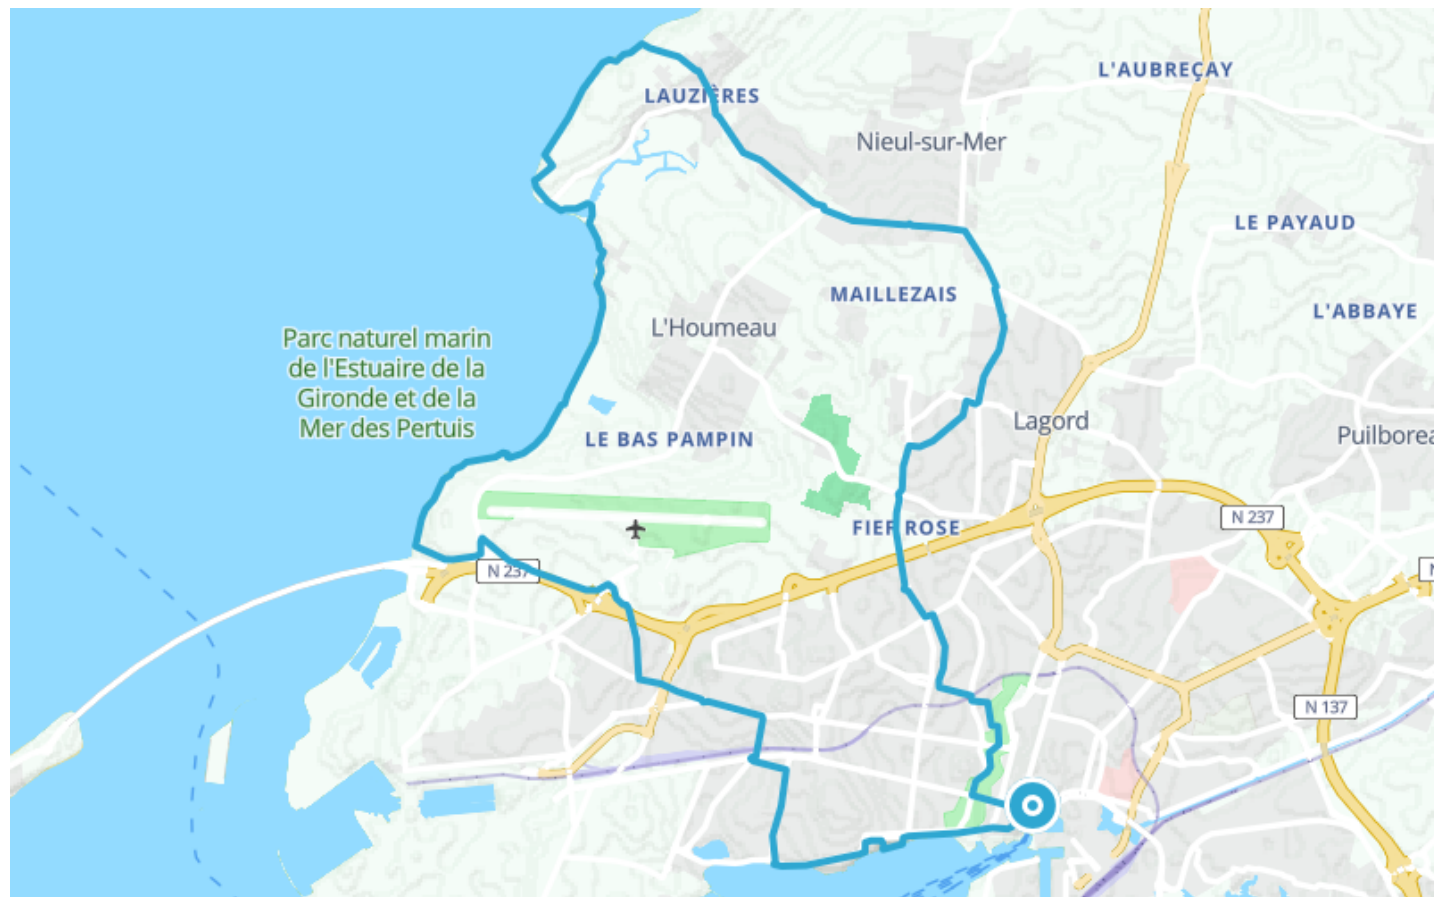 L'AUBREÇAY
LAUZIÈRES
Nieul-sur-Mer
LE PAYAUD
MAILLEZAIS
L'ABBAYE
L'Houmeau
Parc naturel marin
de l'Estuaire de la
Gironde et de la
Mer des Pertuis
Lagord
LE BAS PAMPIN
Puilborea
N 237
FIEF ROSE
N 237
N
N 137